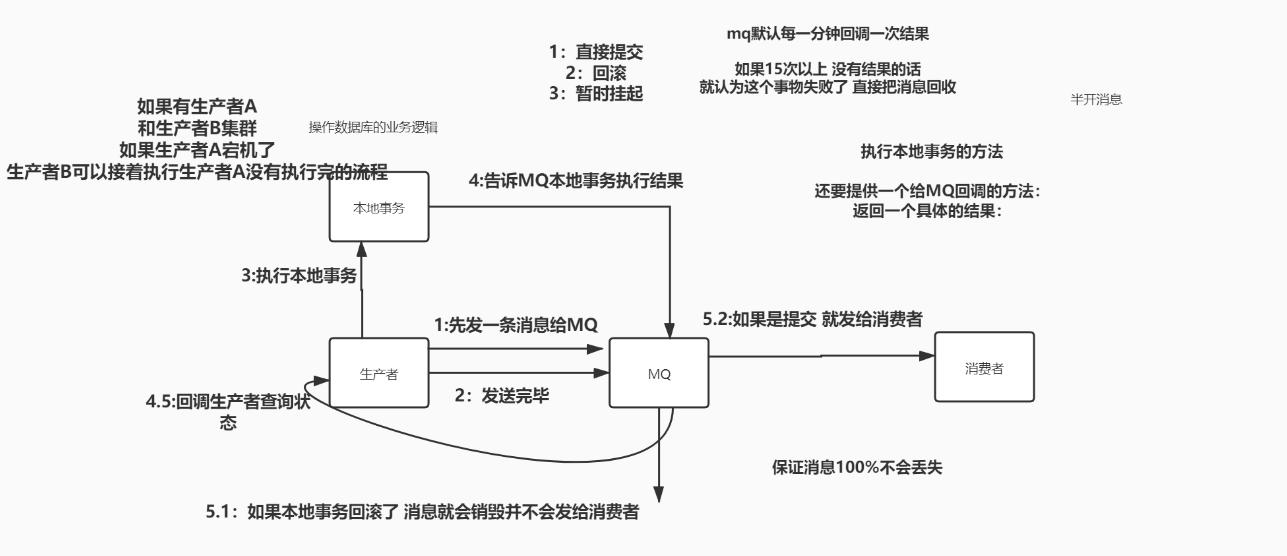 mq默认每一分钟回调一次结果
1：直接提交
2：回滚
3：暂时挂起
如果15次以上 没有结果的话
就认为这个事物失败了 直接把消息回收
半开消息
如果有生产者A
和生产者B集群
如果生产者A宕机了
生产者B可以接着执行生产者A没有执行完的流程
操作数据库的业务逻辑
执行本地事务的方法
还要提供一个给MQ回调的方法：
返回一个具体的结果：
4:告诉MQ本地事务执行结果
本地事务
3:执行本地事务
1:先发一条消息给MQ
5.2:如果是提交 就发给消费者
生产者
MQ
消费者
2：发送完毕
4.5:回调生产者查询状
态
保证消息100%不会丢失
5.1：如果本地事务回滚了 消息就会销毁并不会发给消费者